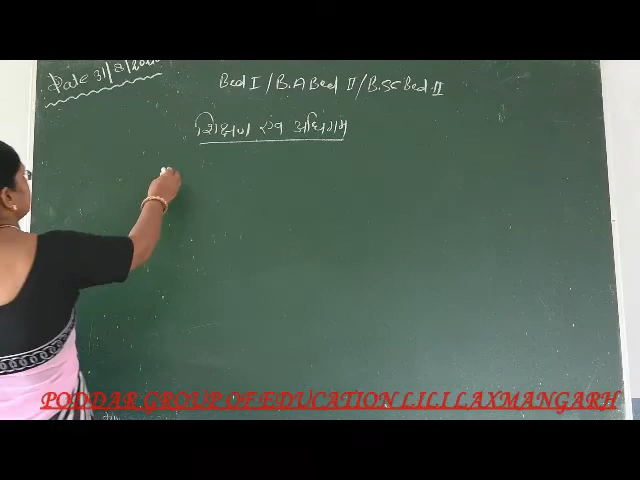 Date 31/8/2020
Bed I / B.A Bed II / B.SC Bed II
शिक्षण एवं अधिगम
PODDAR GROUP OF EDUCATION LILI LAXMANGARH